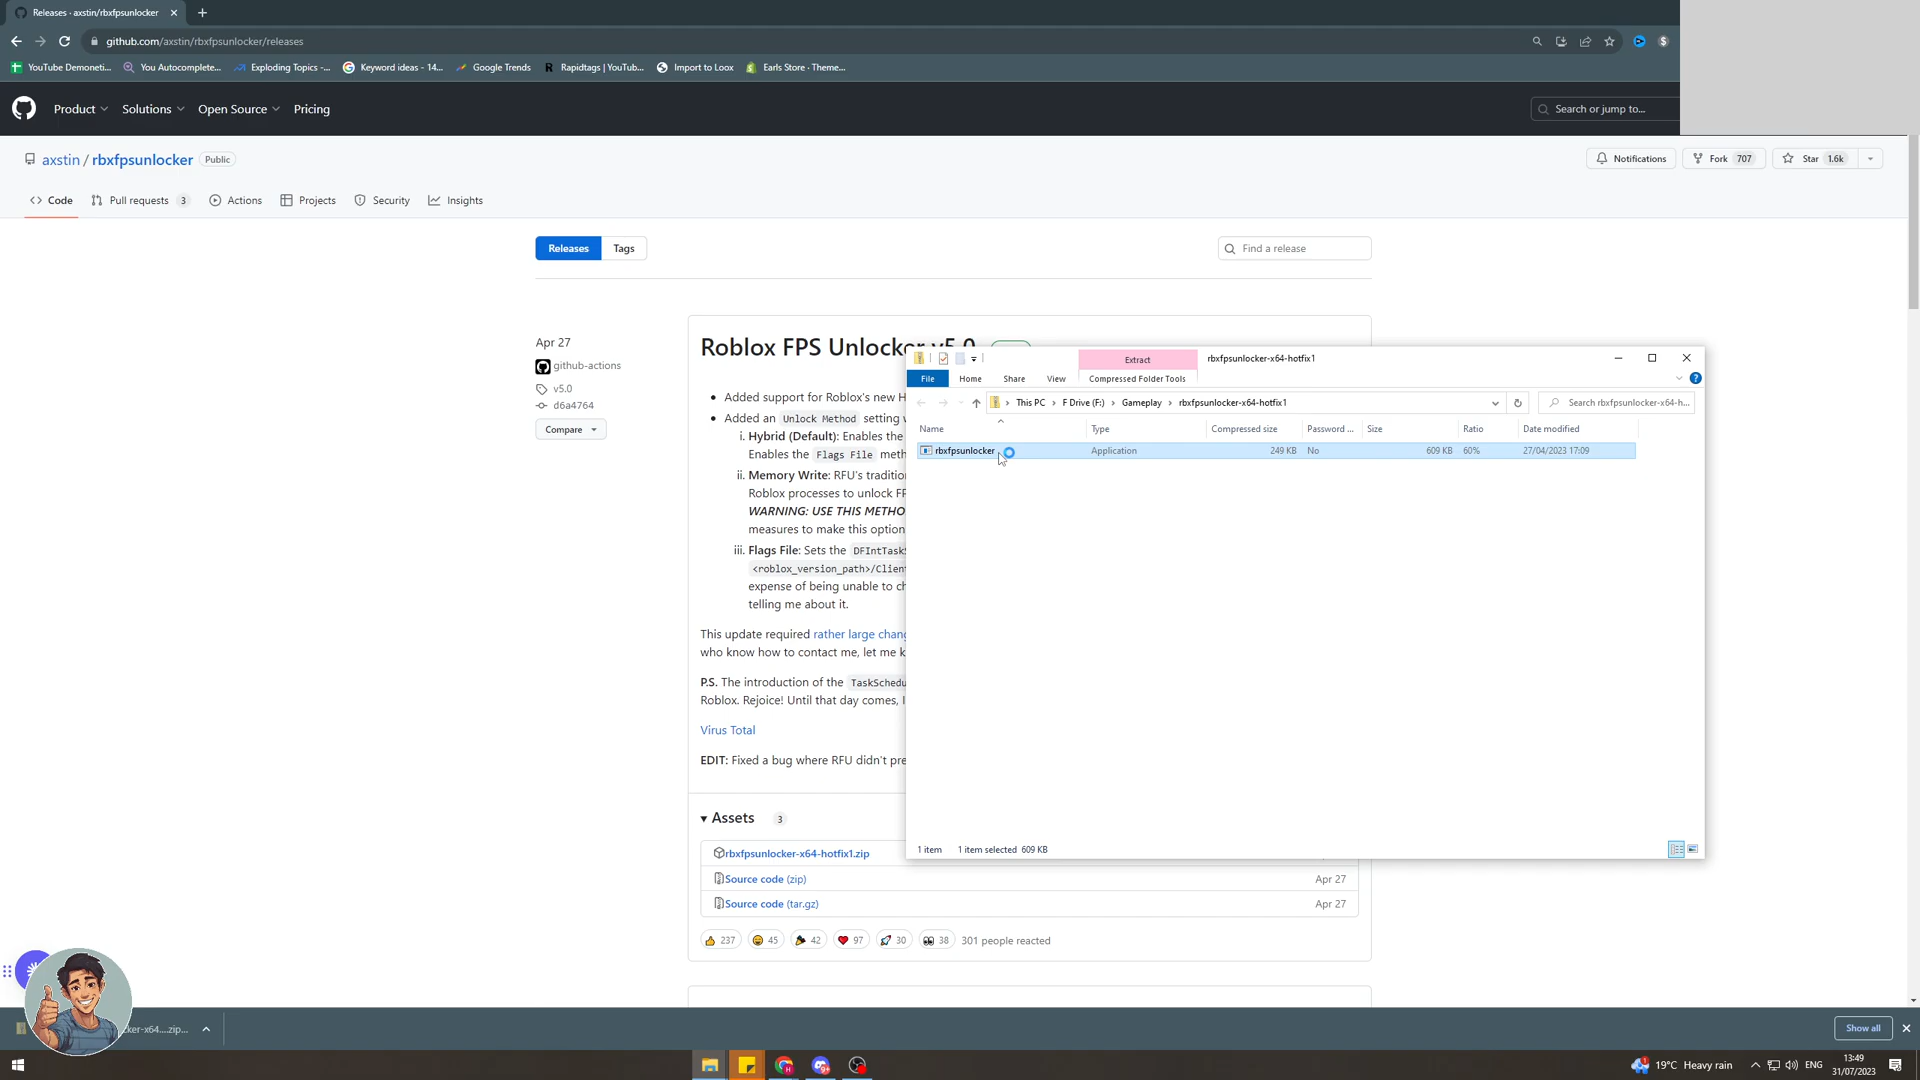 Releases · axstin/rbxfpsunlocker
github.com/axstin/rbxfpsunlocker/releases
YouTube Demoneti... You Autocomplete... Exploding Topics -... Keyword ideas - 14... Google Trends Rapidtags | YouTub... Import to Loox Earls Store · Theme...
Product Solutions Open Source Pricing Search or jump to...
axstin / rbxfpsunlocker Public Notifications Fork 707 Star 1.6k
Code Pull requests 3 Actions Projects Security Insights
Releases Tags Find a release
Apr 27
github-actions
v5.0
d6a4764
Compare
Roblox FPS Unlocker v5.0
Added support for Roblox's new H
Added an Unlock Method setting
i. Hybrid (Default): Enables the
Enables the Flags File meth
ii. Memory Write: RFU's tradition
Roblox processes to unlock FP
WARNING: USE THIS METHO
measures to make this option
iii. Flags File: Sets the DFIntTaskS
<roblox_version_path>/Client
expense of being unable to ch
telling me about it.
This update required rather large chang
who know how to contact me, let me k
P.S. The introduction of the TaskSchedu
Roblox. Rejoice! Until that day comes, I
Virus Total
EDIT: Fixed a bug where RFU didn't pre
Assets 3
rbxfpsunlocker-x64-hotfix1.zip
Source code (zip) Apr 27
Source code (tar.gz) Apr 27
237 45 42 97 30 38 301 people reacted
Extract rbxfpsunlocker-x64-hotfix1
File Home Share View Compressed Folder Tools
This PC F Drive (F:) Gameplay rbxfpsunlocker-x64-hotfix1 Search rbxfpsunlocker-x64-h...
Name Type Compressed size Password ... Size Ratio Date modified
rbxfpsunlocker Application 249 KB No 609 KB 60% 27/04/2023 17:09
1 item 1 item selected 609 KB
cker-x64....zip... Show all
19°C Heavy rain ENG 13:49
31/07/2023